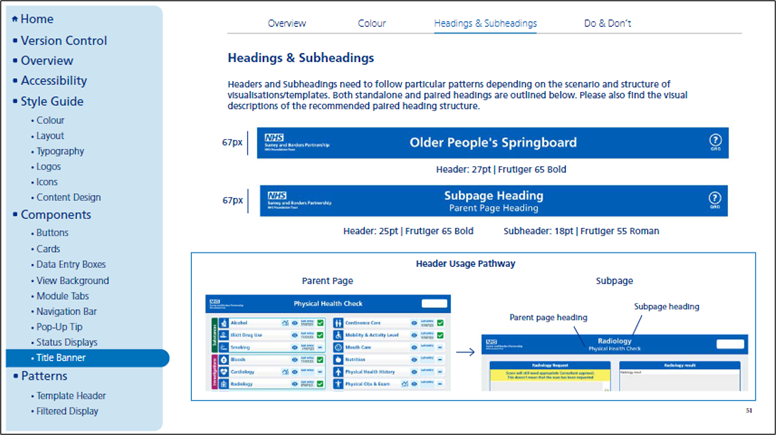 Home
Version Control
Overview
Accessibility
Style Guide
Colour
Layout
Typography
Logos
Icons
Content Design
Components
Buttons
Cards
Data Entry Boxes
View Background
Module Tabs
Navigation Bar
Pop-Up Tip
Status Displays
Title Banner
Patterns
Template Header
Filtered Display
Overview Colour Headings & Subheadings Do & Don't
Headings & Subheadings
Headers and Subheadings need to follow particular patterns depending on the scenario and structure of
visualisations/templates. Both standalone and paired headings are outlined below. Please also find the visual
descriptions of the recommended paired heading structure.
67px
NHS
Surrey and Borders Partnership
NHS Foundation Trust
Older People's Springboard
GRG
Header: 27pt | Frutiger 65 Bold
67px
NHS
Surrey and Borders Partnership
NHS Foundation Trust
Subpage Heading
Parent Page Heading
GRG
Header: 25pt | Frutiger 65 Bold Subheader: 18pt | Frutiger 55 Roman
Header Usage Pathway
Parent Page
NHS
Physical Health Check
Alcohol
Illicit Drug Use
Smoking
Bloods
Cardiology
Radiology
Continence Care
Mobility & Activity Level
Mouth Care
Nutrition
Physical Health History
Physical Obs & Exam
Subpage
Parent page heading
Subpage heading
NHS
Radiology
Physical Health Check
Radiology Request
Radiology result
51